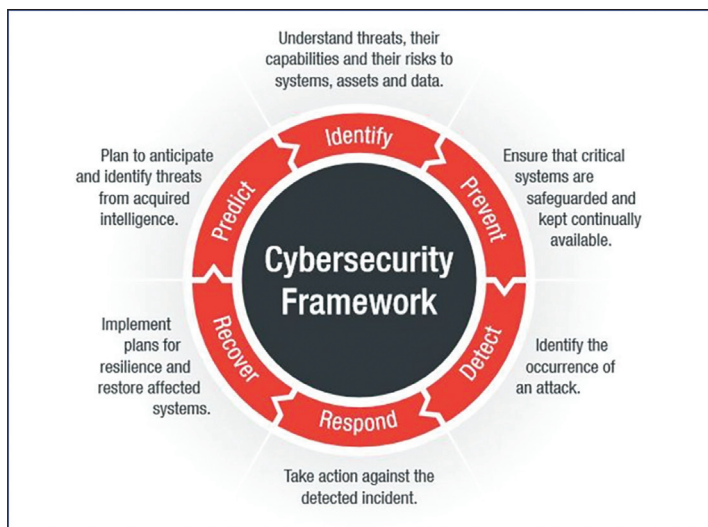 Understand threats, their
capabilities and their risks to
systems, assets and data.
Identify
Plan to anticipate
and identify threats
from acquired
intelligence.
Predict
Prevent
Ensure that critical
systems are
safeguarded and
kept continually
available.
Cybersecurity
Framework
Implement
plans for
resilience and
restore affected
systems.
Recover
Detect
Identify the
occurrence of
an attack.
Respond
Take action against the
detected incident.